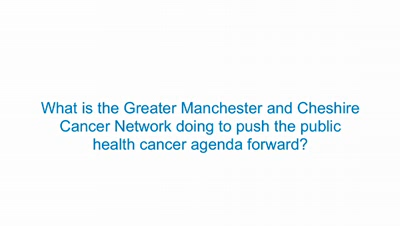 What is the Greater Manchester and Cheshire
Cancer Network doing to push the public
health cancer agenda forward?